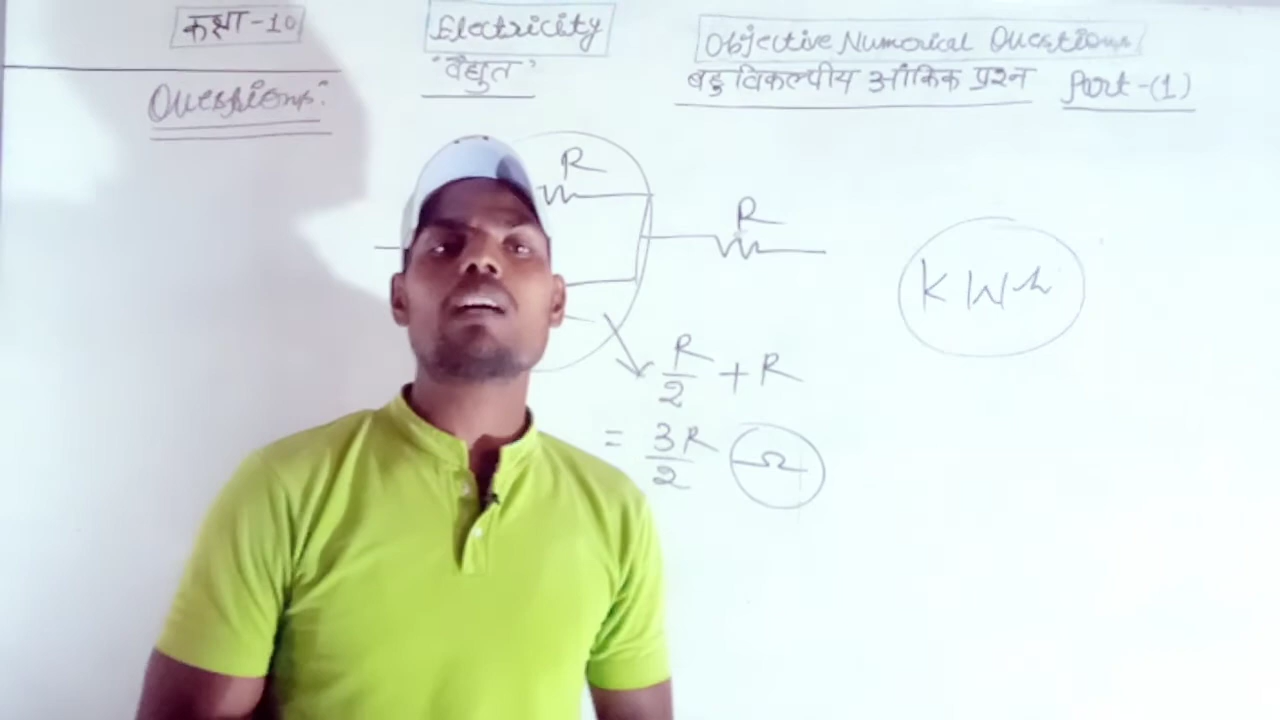 कक्षा-10
Electricity
"वैद्युत"
Objective Numerical Questions
बहु विकल्पीय आंकिक प्रश्न Part-(1)
Questions:
R
R
KWh
R/2 + R
= 3R/2 Ω